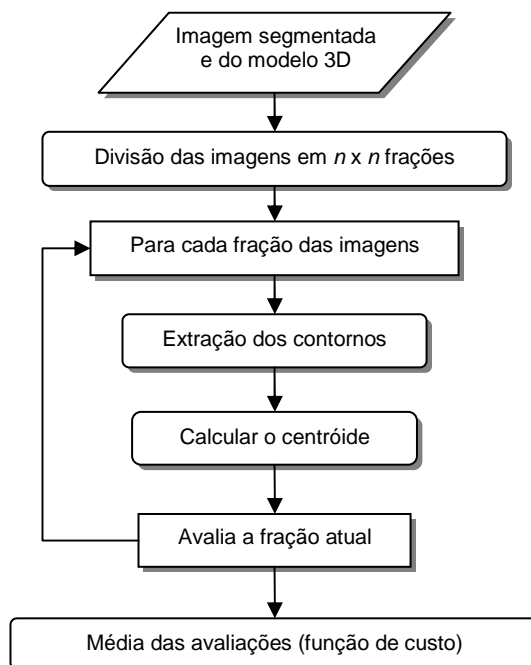 Imagem segmentada
e do modelo 3D
Divisão das imagens em n x n frações
Para cada fração das imagens
Extração dos contornos
Calcular o centróide
Avalia a fração atual
Média das avaliações (função de custo)